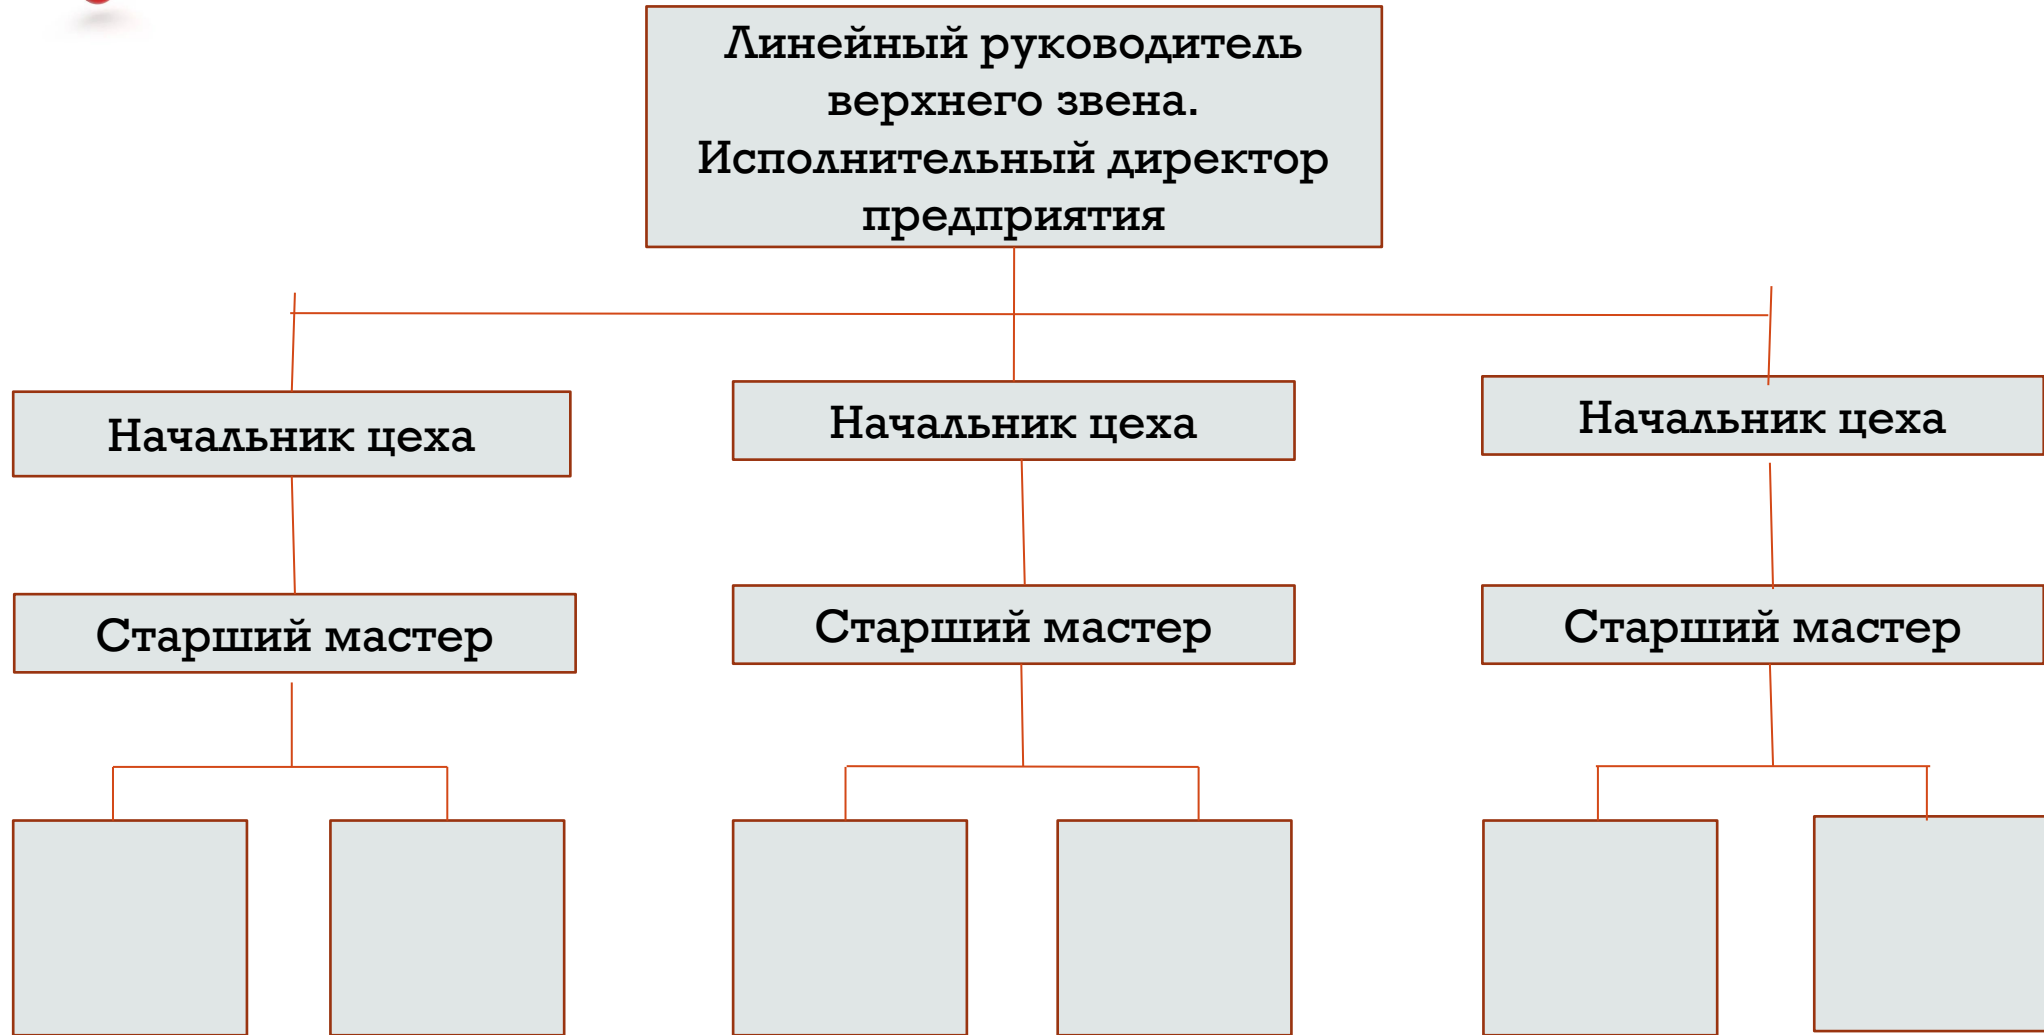 Линейный руководитель
верхнего звена.
Исполнительный директор
предприятия
Начальник цеха
Начальник цеха
Начальник цеха
Старший мастер
Старший мастер
Старший мастер